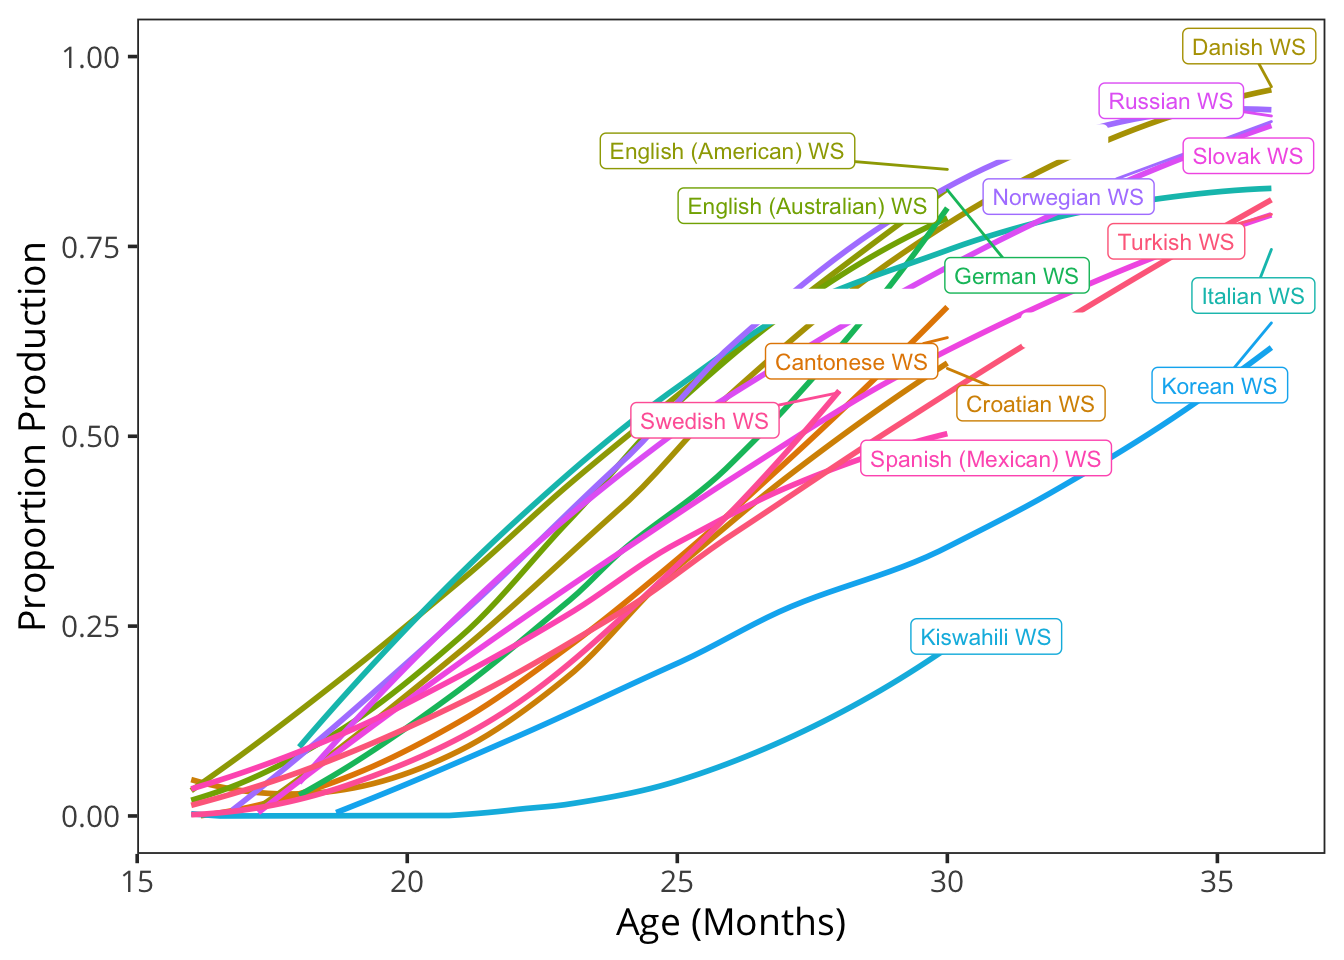 Danish WS
Russian WS
English (American) WS
Slovak WS
Norwegian WS
English (Australian) WS
Turkish WS
German WS
Italian WS
Cantonese WS
Korean WS
Croatian WS
Swedish WS
Spanish (Mexican) WS
Kiswahili WS
1.00
0.75
0.50
0.25
0.00
Proportion Production
15 20 25 30 35
Age (Months)